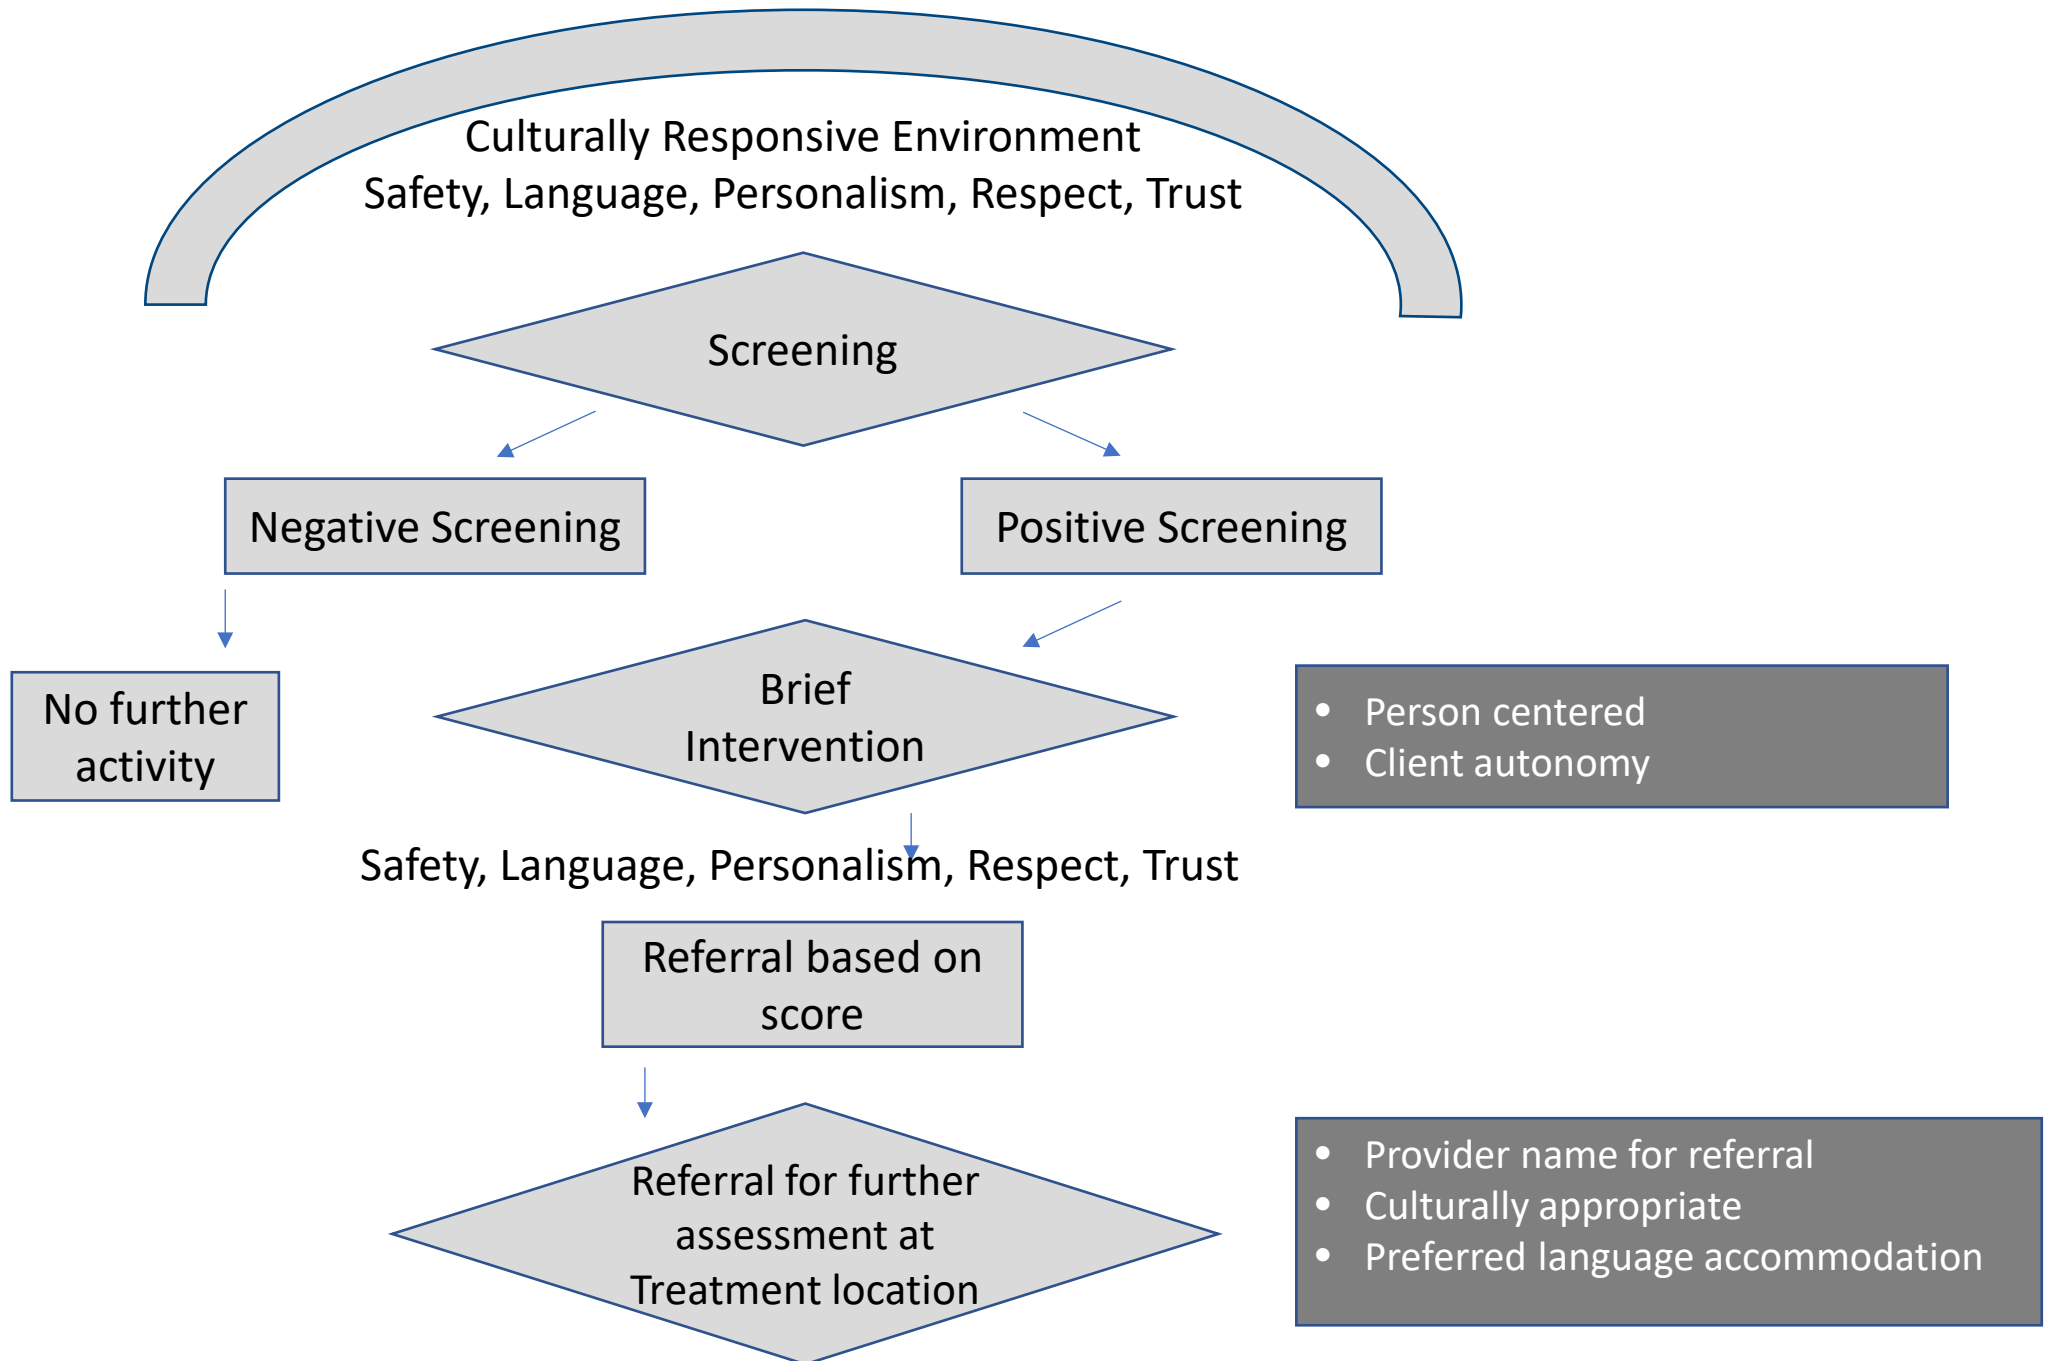 Culturally Responsive Environment
Safety, Language, Personalism, Respect, Trust
Screening
Negative Screening
Positive Screening
No further
activity
Brief
Intervention
• Person centered
• Client autonomy
Safety, Language, Personalism, Respect, Trust
Referral based on
score
Referral for further
assessment at
Treatment location
• Provider name for referral
• Culturally appropriate
• Preferred language accommodation